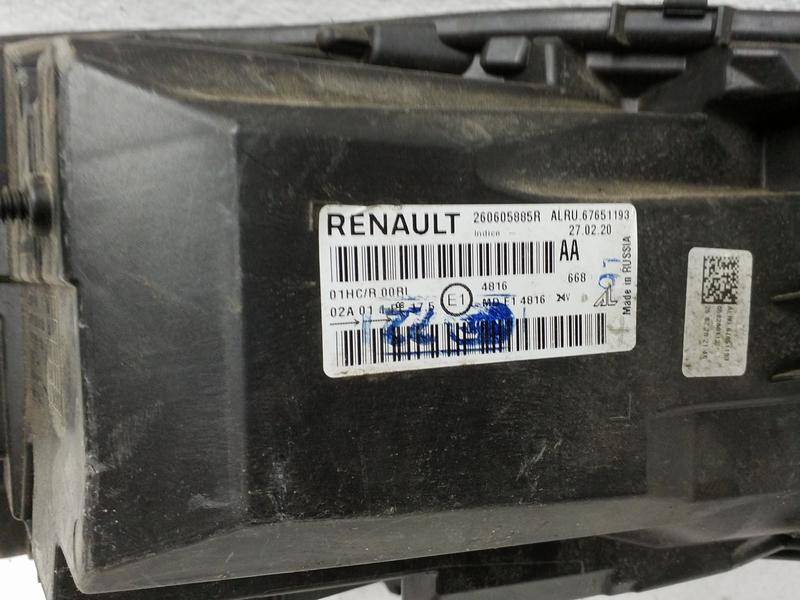 RENAULT 260605885R ALRU.67651193
Indice - 27.02.20
AA
01HC/R 00RL 4816 668
02A 01 E1 MD E1 4816
Made in RUSSIA